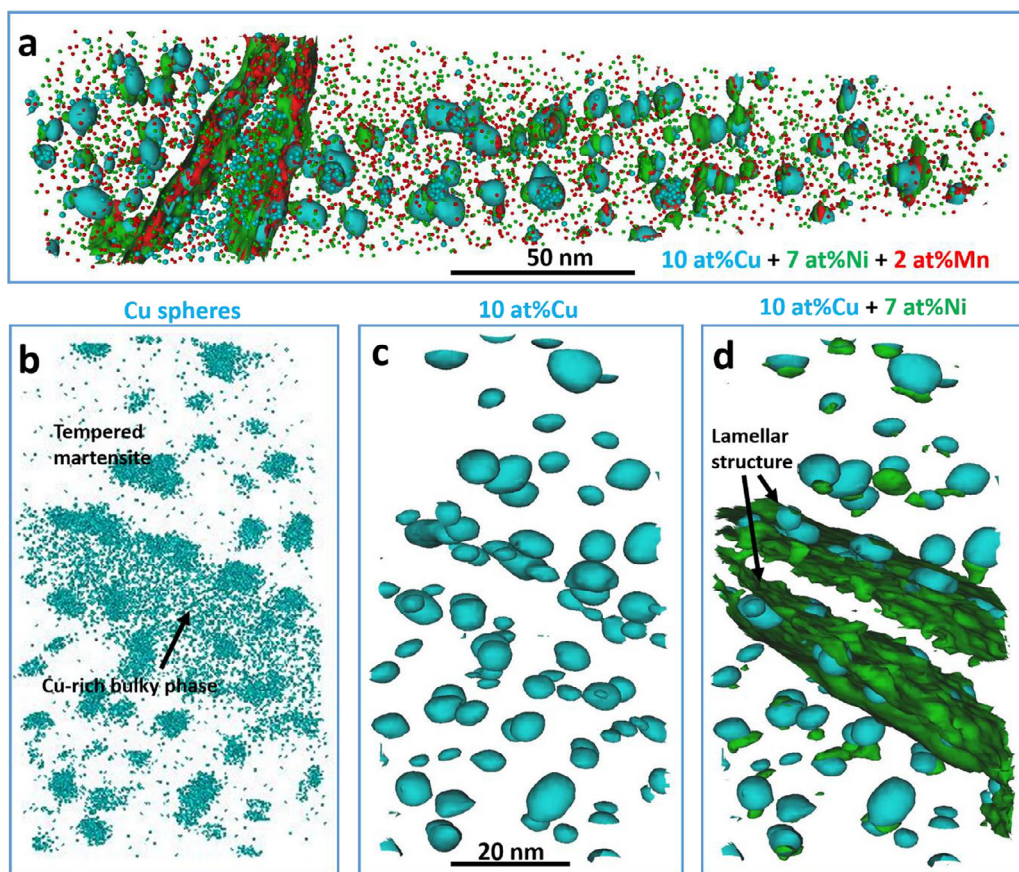 a
50 nm
10 at%Cu + 7 at%Ni + 2 at%Mn
Cu spheres
10 at%Cu
10 at%Cu + 7 at%Ni
b
Tempered
martensite
Cu-rich bulky phase
c
20 nm
d
Lamellar
structure